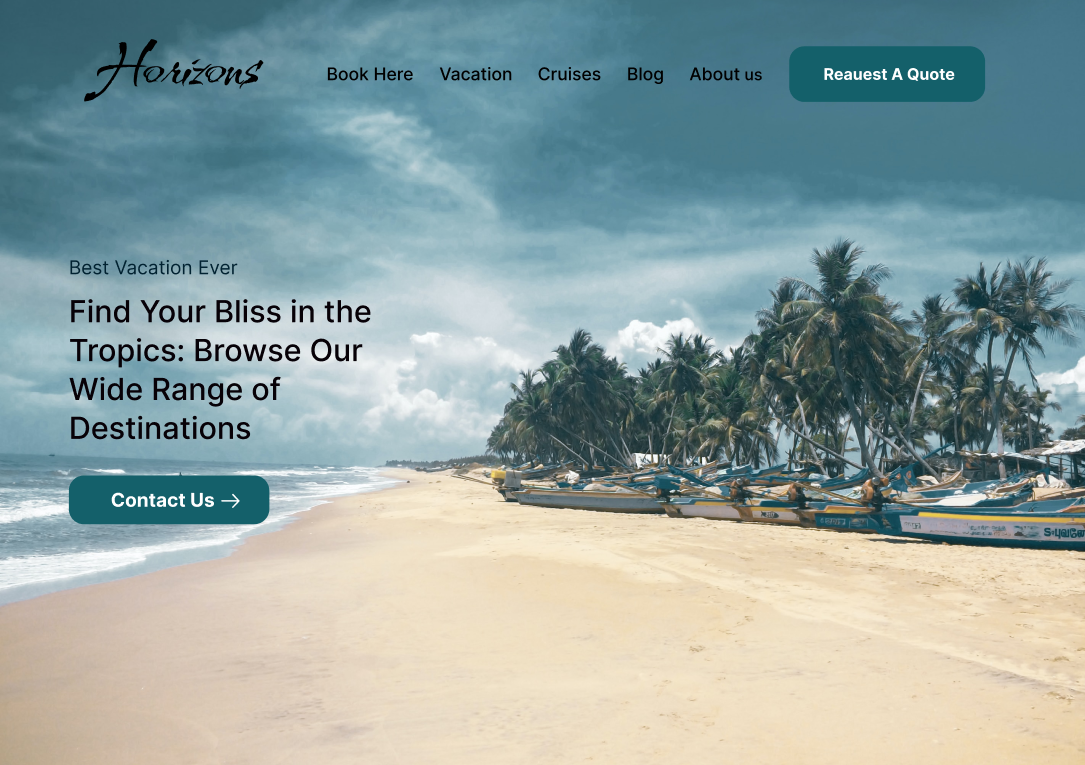 Horizons
Book Here
Vacation
Cruises
Blog
About us
Reauest A Quote
Best Vacation Ever
Find Your Bliss in the
Tropics: Browse Our
Wide Range of
Destinations
Contact Us →